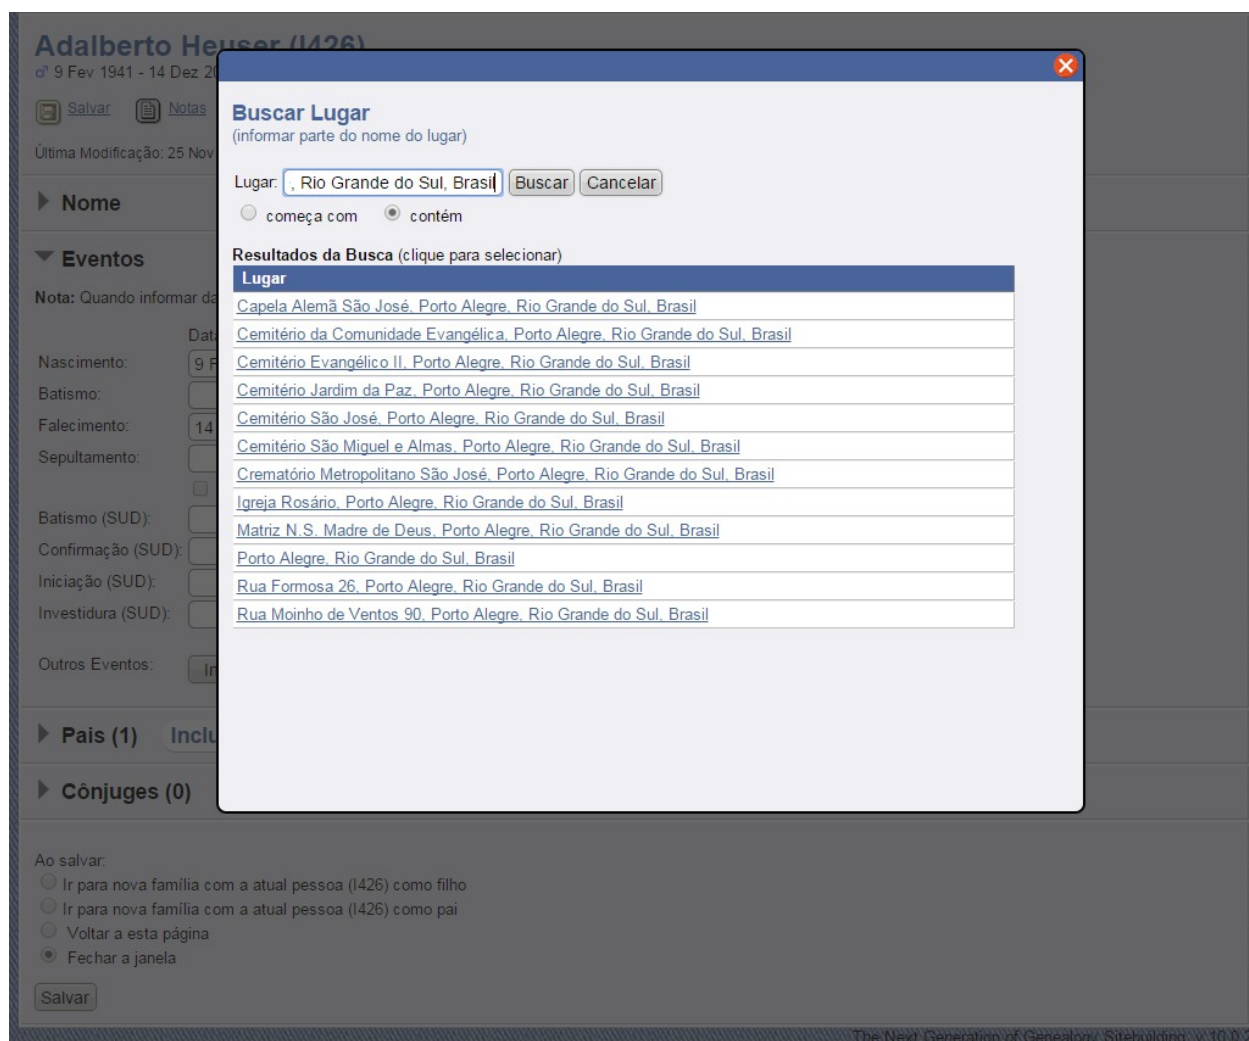 Adalberto Heuser (I426)
♂ 9 Fev 1941 - 14 Dez 20
Salvar Notas
Última Modificação: 25 Nov
Nome
Eventos
Nota: Quando informar da
Data
Nascimento: 9 F
Batismo:
Falecimento: 14
Sepultamento:
Batismo (SUD):
Confirmação (SUD):
Iniciação (SUD):
Investidura (SUD):
Outros Eventos: In
Pais (1) Inclu
Cônjuges (0)
Buscar Lugar
(informar parte do nome do lugar)
Lugar: , Rio Grande do Sul, Brasil Buscar Cancelar
começa com contém
Resultados da Busca (clique para selecionar)
Lugar
Capela Alemã São José, Porto Alegre, Rio Grande do Sul, Brasil
Cemitério da Comunidade Evangélica, Porto Alegre, Rio Grande do Sul, Brasil
Cemitério Evangélico II, Porto Alegre, Rio Grande do Sul, Brasil
Cemitério Jardim da Paz, Porto Alegre, Rio Grande do Sul, Brasil
Cemitério São José, Porto Alegre, Rio Grande do Sul, Brasil
Cemitério São Miguel e Almas, Porto Alegre, Rio Grande do Sul, Brasil
Crematório Metropolitano São José, Porto Alegre, Rio Grande do Sul, Brasil
Igreja Rosário, Porto Alegre, Rio Grande do Sul, Brasil
Matriz N.S. Madre de Deus, Porto Alegre, Rio Grande do Sul, Brasil
Porto Alegre, Rio Grande do Sul, Brasil
Rua Formosa 26, Porto Alegre, Rio Grande do Sul, Brasil
Rua Moinho de Ventos 90, Porto Alegre, Rio Grande do Sul, Brasil
Ao salvar:
Ir para nova família com a atual pessoa (I426) como filho
Ir para nova família com a atual pessoa (I426) como pai
Voltar a esta página
Fechar a janela
Salvar
The Next Generation of Genealogy Sitebuilding, v.10.0.